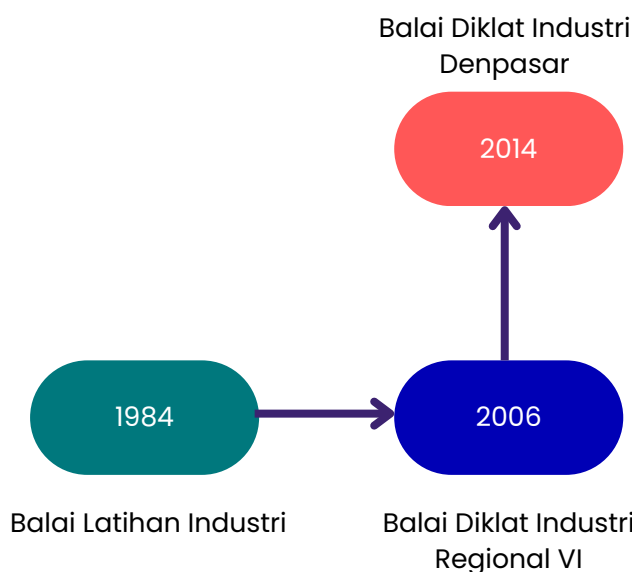 Balai Diklat Industri
Denpasar
2014
1984
2006
Balai Latihan Industri
Balai Diklat Industri
Regional VI